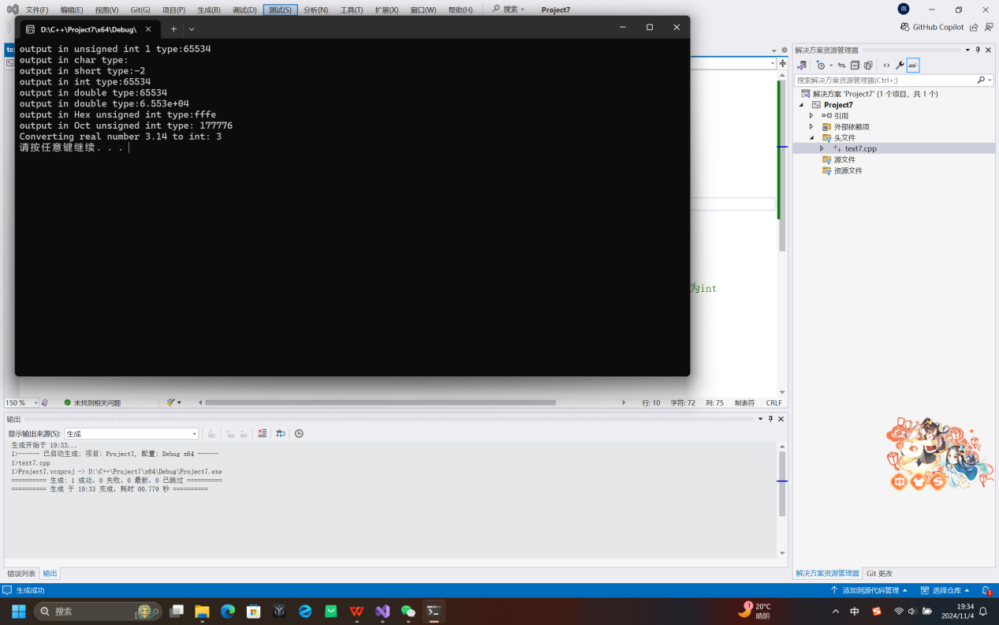 文件(F) 编辑(E) 视图(V) Git(G) 项目(P) 生成(B) 调试(D) 测试(S) 分析(N) 工具(T) 扩展(X) 窗口(W) 帮助(H) 搜索 Project7
GitHub Copilot
D:\C++\Project7\x64\Debug\
output in unsigned int 1 type:65534
output in char type:
output in short type:-2
output in int type:65534
output in double type:65534
output in double type:6.553e+04
output in Hex unsigned int type:fffe
output in Oct unsigned int type: 177776
Converting real number 3.14 to int: 3
请按任意键继续. . .
为int
解决方案资源管理器
搜索解决方案资源管理器(Ctrl+;)
解决方案 'Project7' (1 个项目，共 1 个)
Project7
引用
外部依赖项
头文件
text7.cpp
源文件
资源文件
150 % 未找到相关问题 行: 10 字符: 72 列: 75 制表符 CRLF
输出
显示输出来源(S): 生成
生成开始于 19:33...
1>------ 已启动生成: 项目: Project7, 配置: Debug x64 ------
1>text7.cpp
1>Project7.vcxproj -> D:\C++\Project7\x64\Debug\Project7.exe
========== 生成: 1 成功，0 失败，0 最新，0 已跳过 ==========
========== 生成 于 19:33 完成，耗时 00.779 秒 ==========
中 S
错误列表 输出
解决方案资源管理器 Git 更改
生成成功 添加到源代码管理 选择仓库 1
搜索
1 20°C
晴朗
中
19:34
2024/11/4